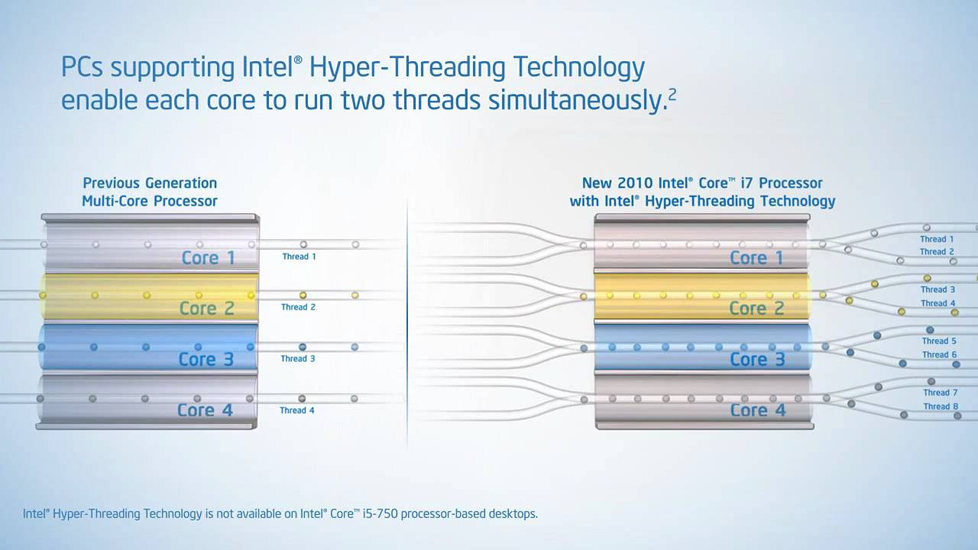 PCs supporting Intel® Hyper-Threading Technology
enable each core to run two threads simultaneously.²
Previous Generation
Multi-Core Processor
Core 1
Thread 1
Core 2
Thread 2
Core 3
Thread 3
Core 4
Thread 4
New 2010 Intel® Core™ i7 Processor
with Intel® Hyper-Threading Technology
Core 1
Thread 1
Thread 2
Core 2
Thread 3
Thread 4
Core 3
Thread 5
Thread 6
Core 4
Thread 7
Thread 8
Intel® Hyper-Threading Technology is not available on Intel® Core™ i5-750 processor-based desktops.